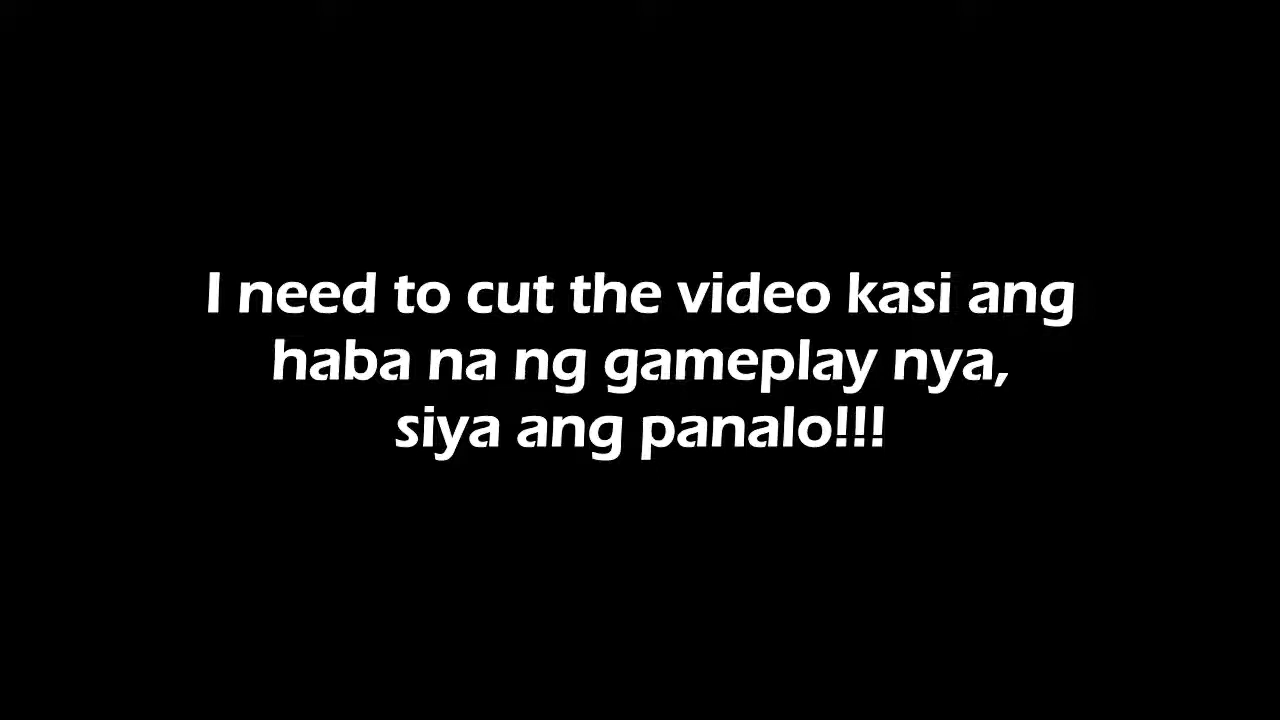 I need to cut the video kasi ang
haba na ng gameplay nya,
siya ang panalo!!!